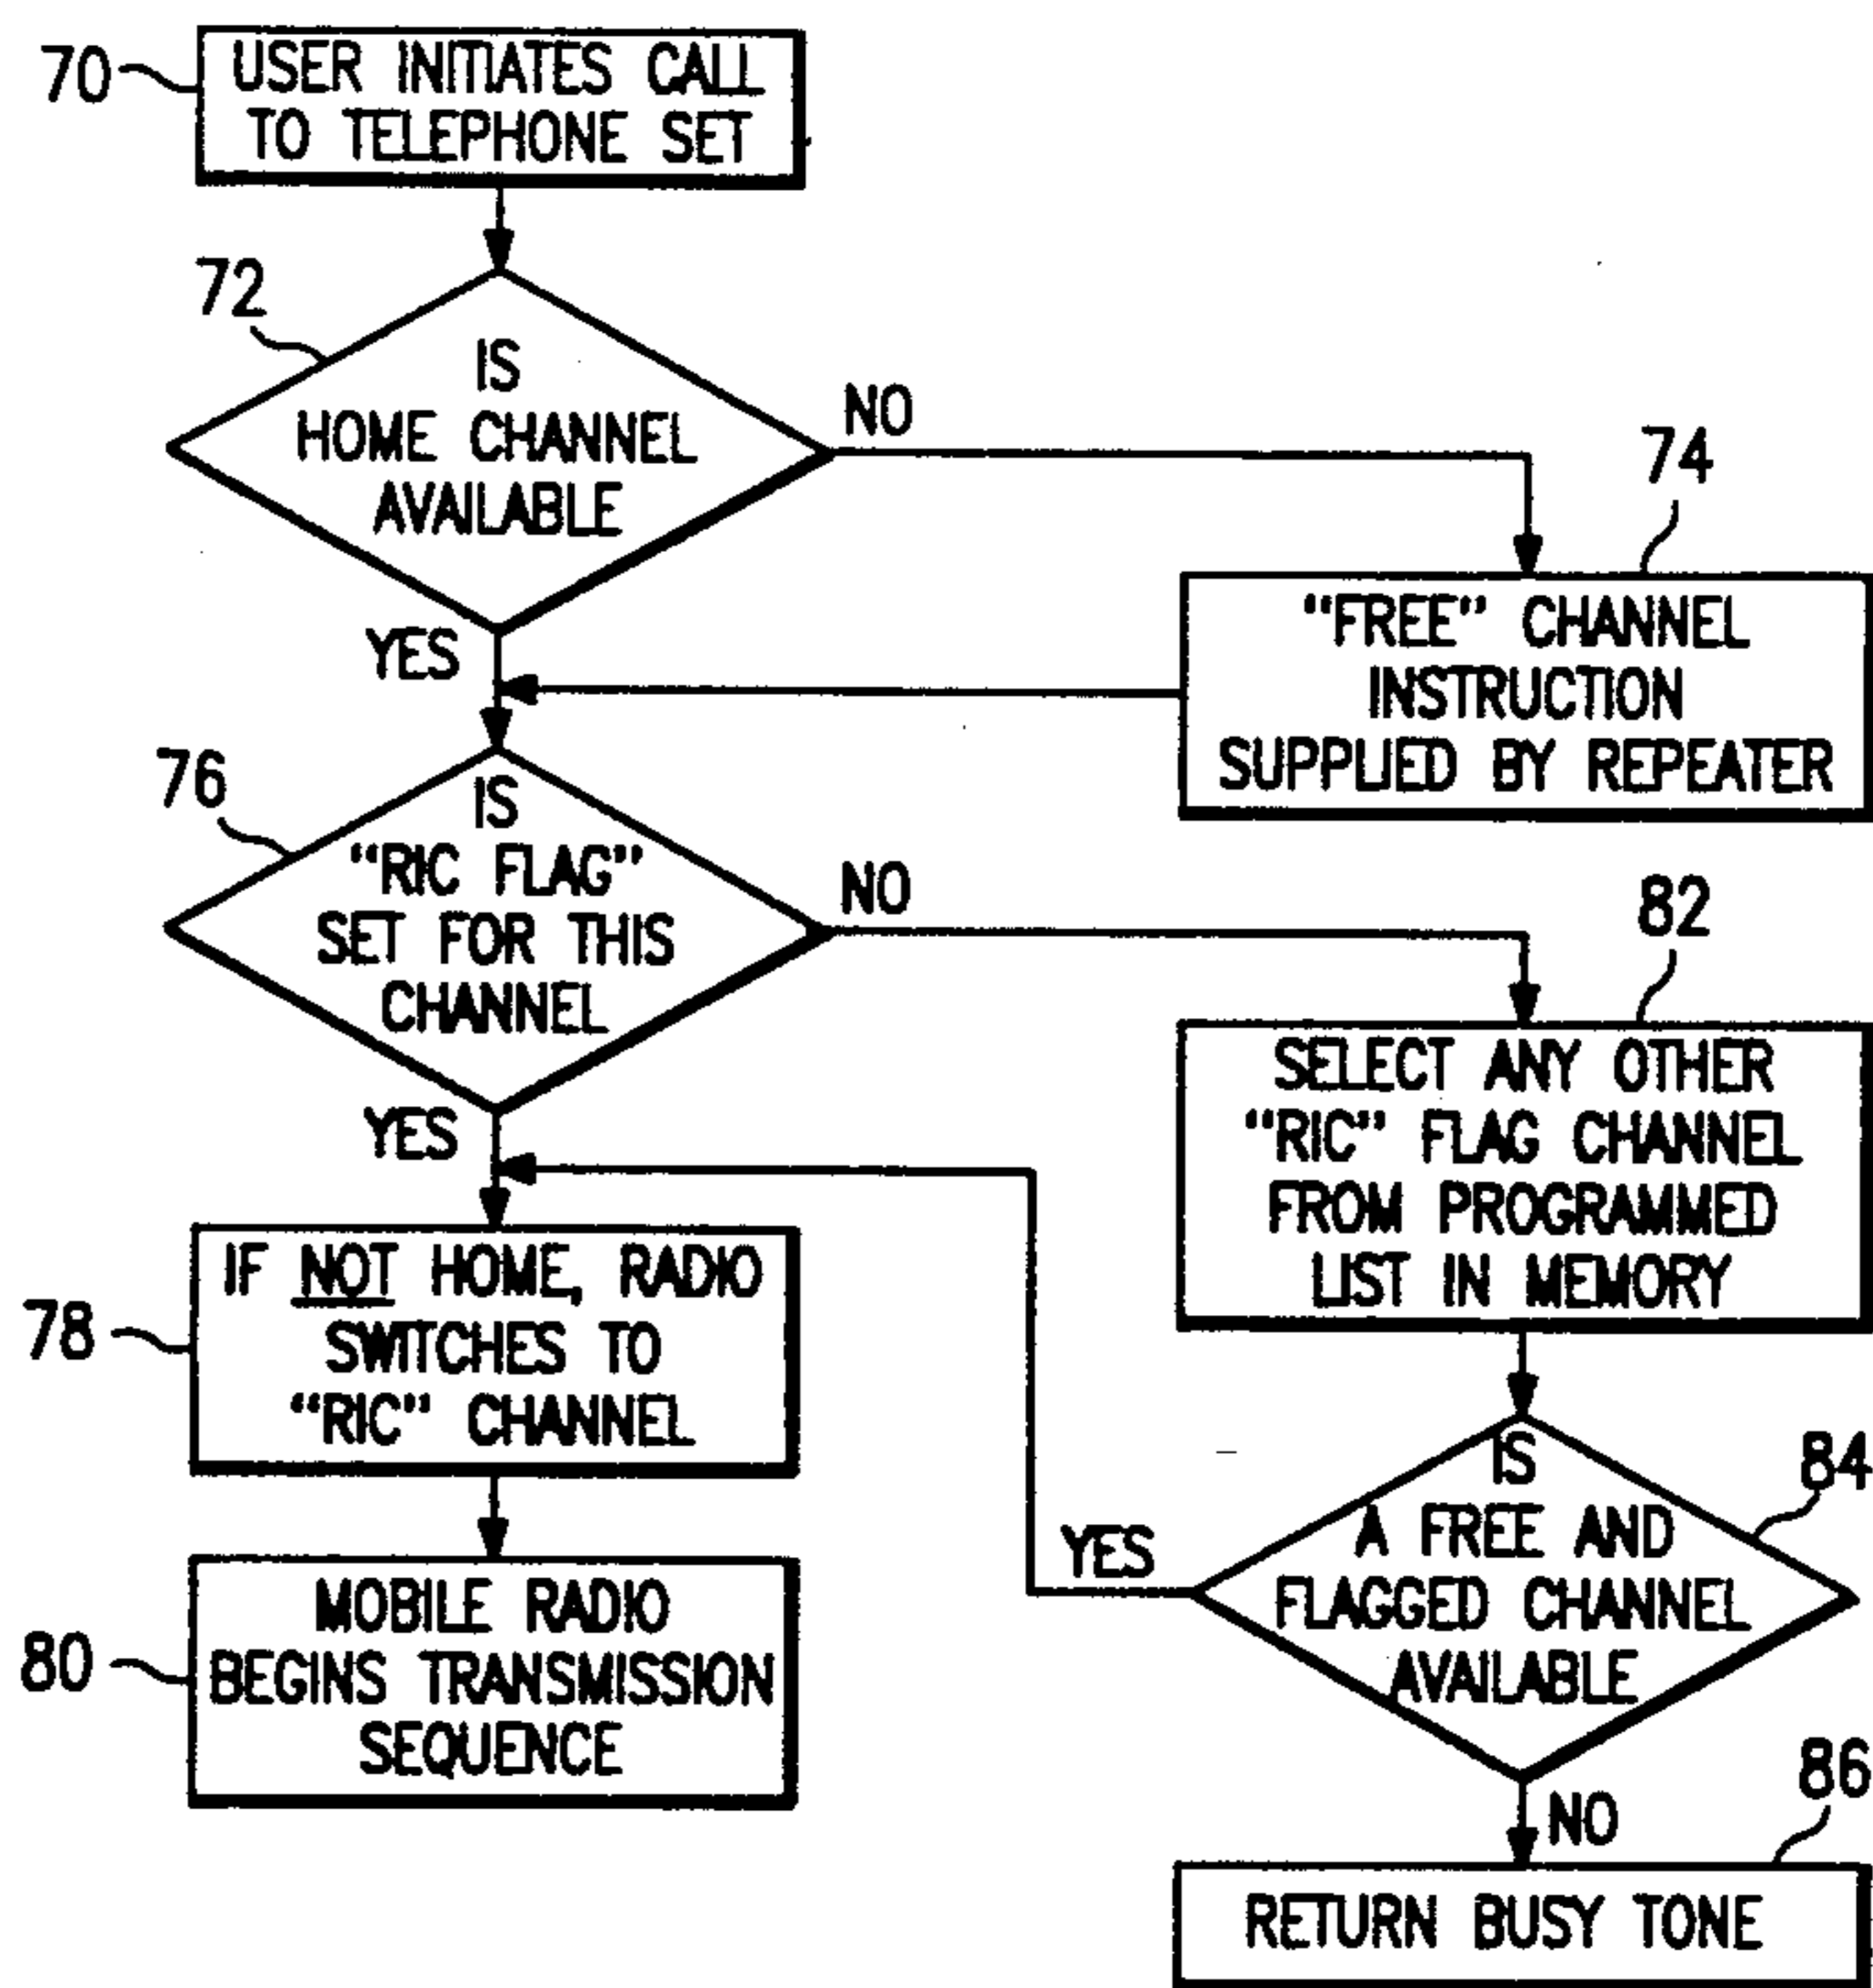 70
USER INITIATES CALL
TO TELEPHONE SET
72
IS
HOME CHANNEL
AVAILABLE
NO
YES
74
"FREE" CHANNEL
INSTRUCTION
SUPPLIED BY REPEATER
76
IS
"RIC FLAG"
SET FOR THIS
CHANNEL
NO
YES
82
SELECT ANY OTHER
"RIC" FLAG CHANNEL
FROM PROGRAMMED
LIST IN MEMORY
78
IF NOT HOME, RADIO
SWITCHES TO
"RIC" CHANNEL
84
IS
A FREE AND
FLAGGED CHANNEL
AVAILABLE
YES
NO
80
MOBILE RADIO
BEGINS TRANSMISSION
SEQUENCE
86
RETURN BUSY TONE